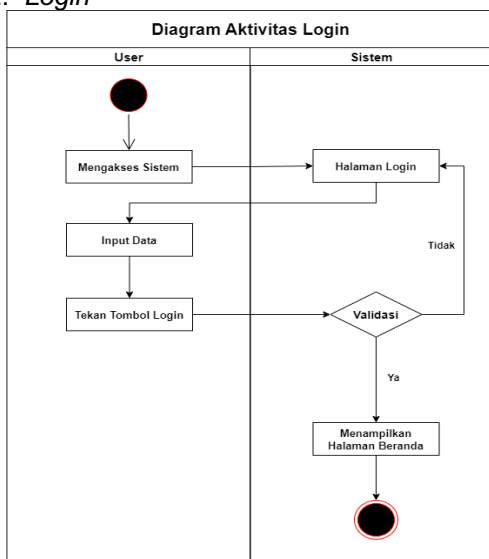 Login
Diagram Aktivitas Login
User
Sistem
Mengakses Sistem
Halaman Login
Input Data
Tidak
Tekan Tombol Login
Validasi
Ya
Menampilkan
Halaman Beranda